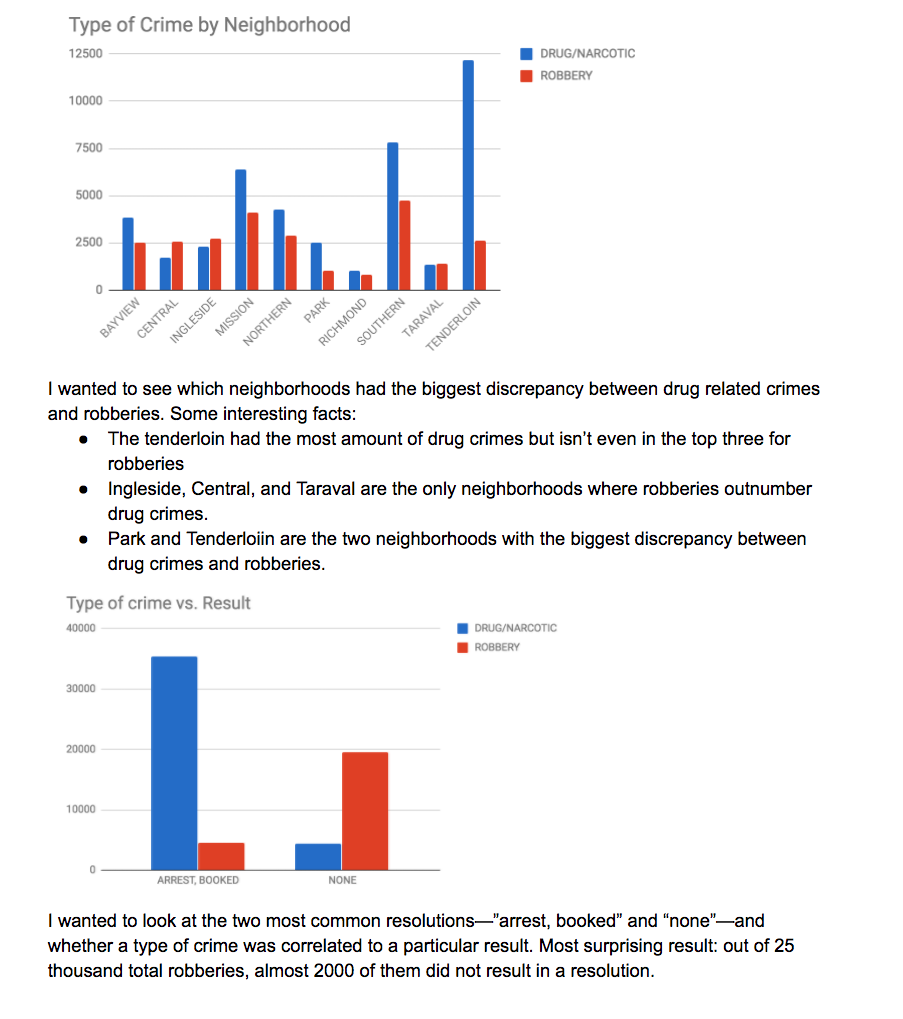 Type of Crime by Neighborhood
12500
DRUG/NARCOTIC
ROBBERY
10000
7500
5000
2500
0
BAYVIEW
CENTRAL
INGLESIDE
MISSION
NORTHERN
PARK
RICHMOND
SOUTHERN
TARAVAL
TENDERLOIN
I wanted to see which neighborhoods had the biggest discrepancy between drug related crimes
and robberies. Some interesting facts:
● The tenderloin had the most amount of drug crimes but isn’t even in the top three for
robberies
● Ingleside, Central, and Taraval are the only neighborhoods where robberies outnumber
drug crimes.
● Park and Tenderloiin are the two neighborhoods with the biggest discrepancy between
drug crimes and robberies.
Type of crime vs. Result
40000
DRUG/NARCOTIC
ROBBERY
30000
20000
10000
0
ARREST, BOOKED
NONE
I wanted to look at the two most common resolutions—”arrest, booked” and “none”—and
whether a type of crime was correlated to a particular result. Most surprising result: out of 25
thousand total robberies, almost 2000 of them did not result in a resolution.